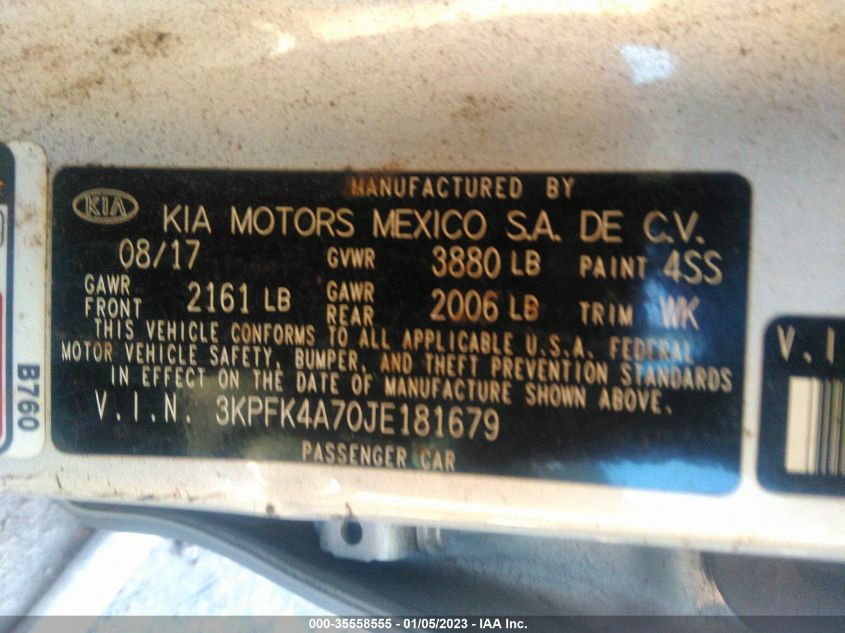 MANUFACTURED BY
KIA KIA MOTORS MEXICO S.A. DE C.V.
08/17 GVWR 3880 LB PAINT 4SS
GAWR FRONT 2161 LB GAWR REAR 2006 LB TRIM WK
THIS VEHICLE CONFORMS TO ALL APPLICABLE U.S.A. FEDERAL
MOTOR VEHICLE SAFETY, BUMPER, AND THEFT PREVENTION STANDARDS
IN EFFECT ON THE DATE OF MANUFACTURE SHOWN ABOVE.
V.I.N. 3KPFK4A70JE181679
PASSENGER CAR
B760
V.I
000-35558555 - 01/05/2023 - IAA Inc.